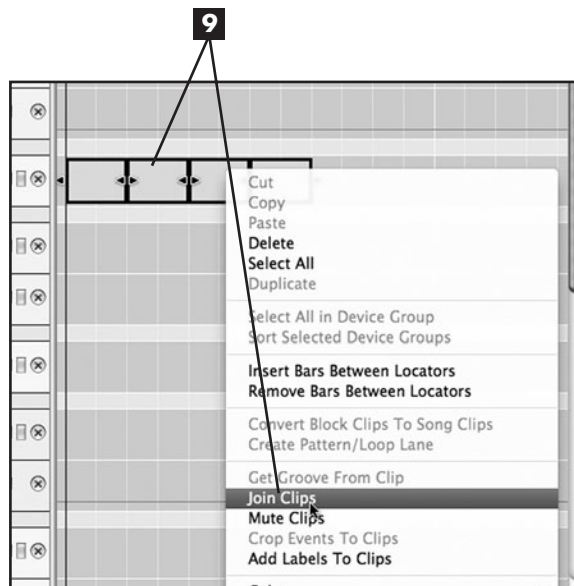 9
Cut
Copy
Paste
Delete
Select All
Duplicate
Select All in Device Group
Sort Selected Device Groups
Insert Bars Between Locators
Remove Bars Between Locators
Convert Block Clips To Song Clips
Create Pattern/Loop Lane
Get Groove From Clip
Join Clips
Mute Clips
Crop Events To Clips
Add Labels To Clips